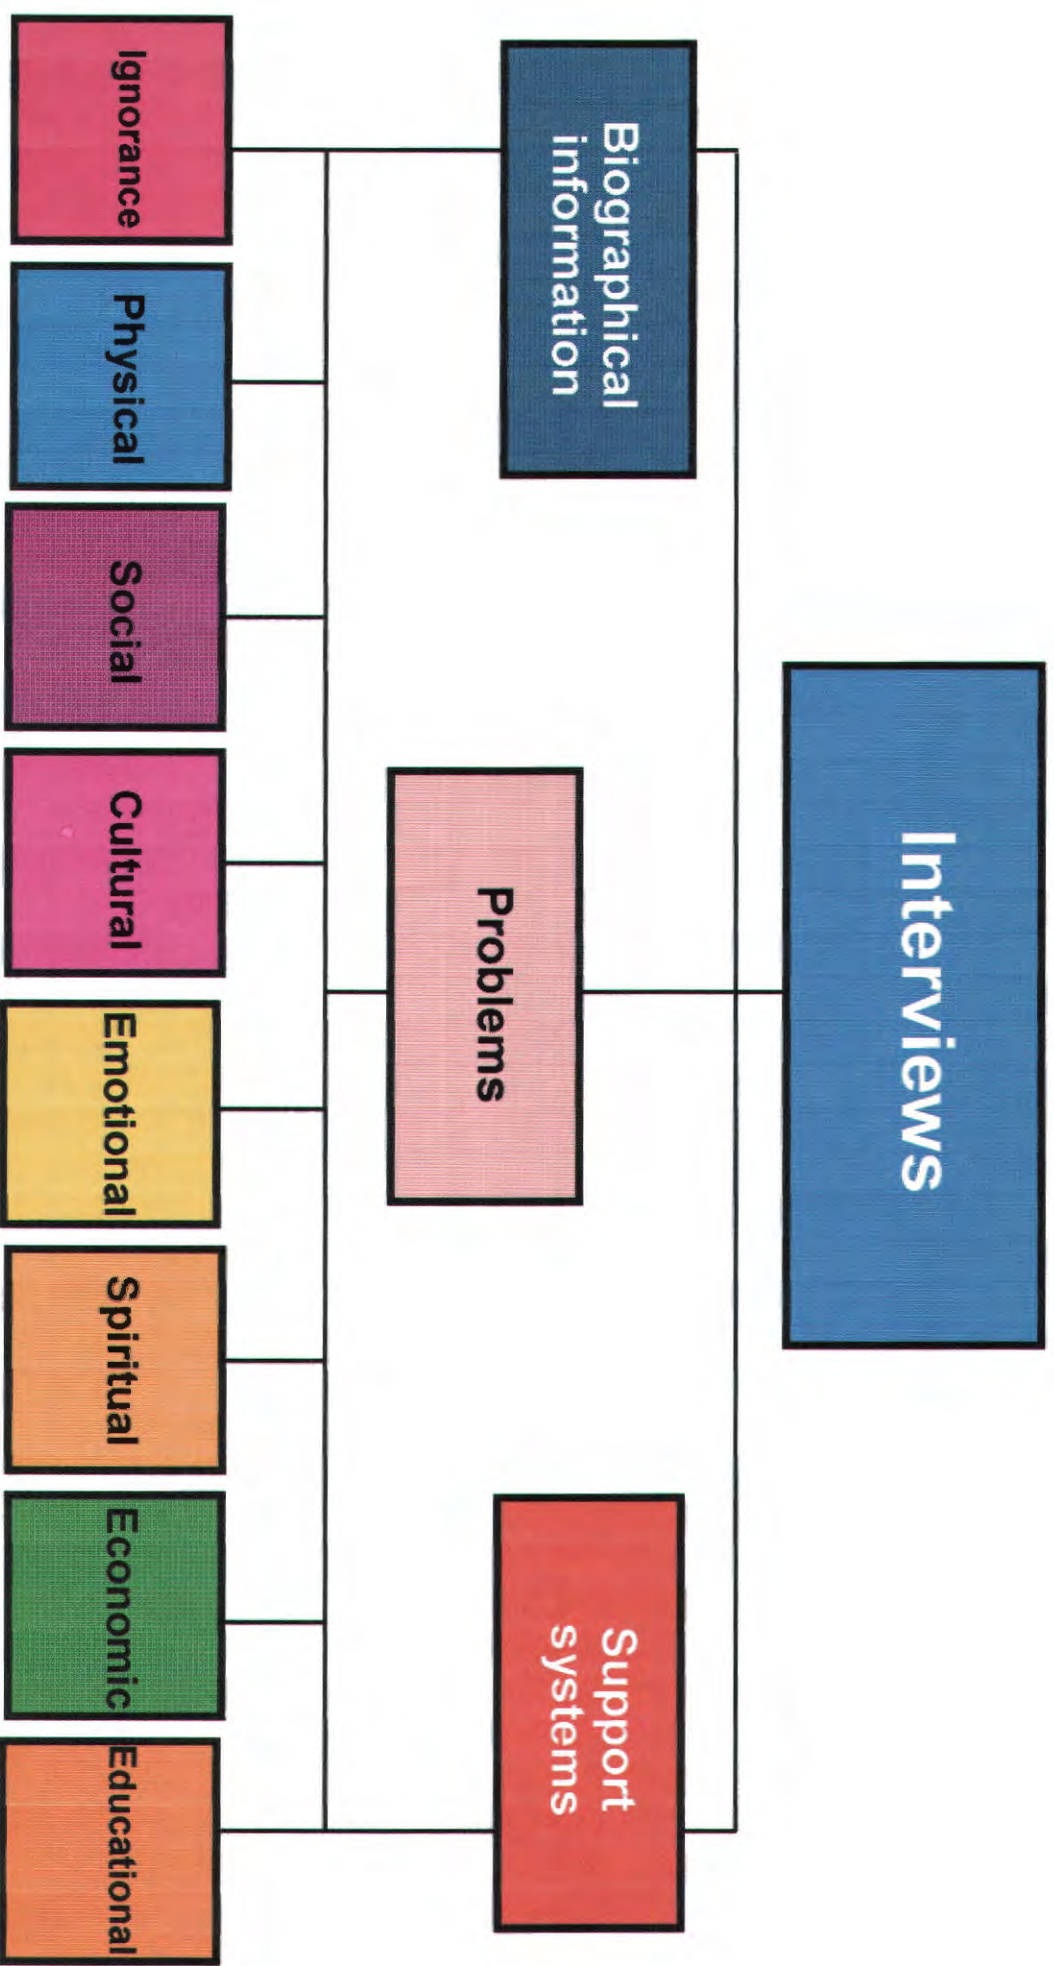 Interviews
Biographical
information
Problems
Support
systems
Ignorance
Physical
Social
Cultural
Emotional
Spiritual
Economic
Educational